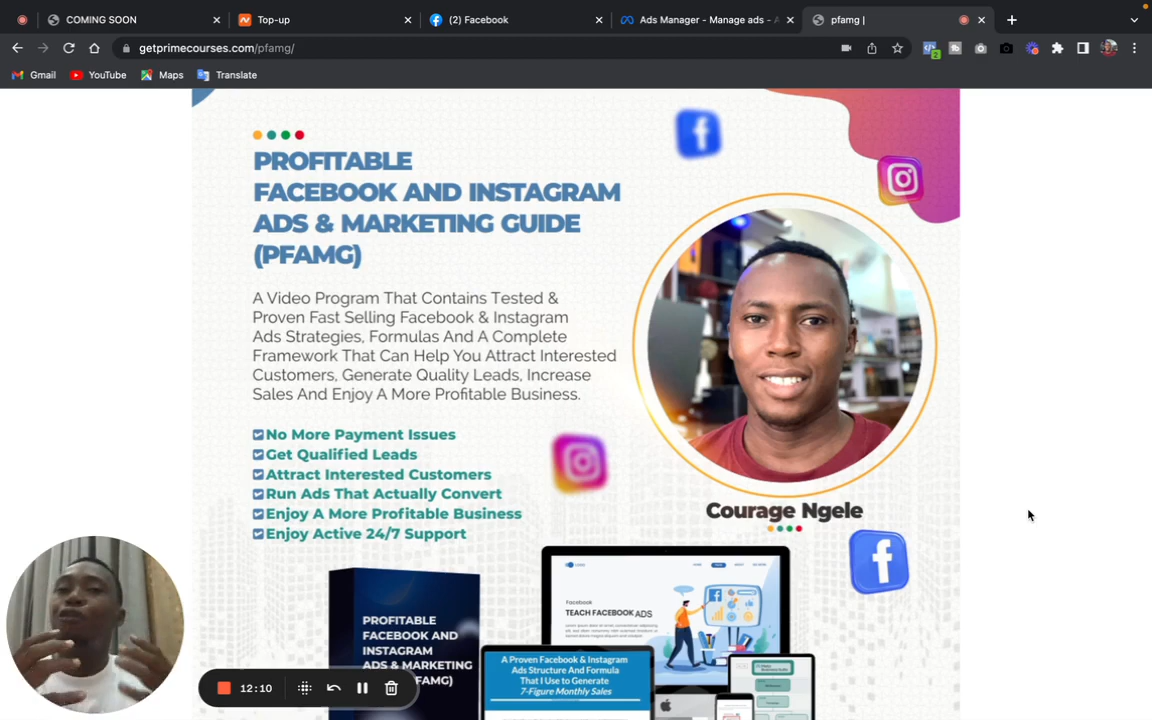 COMING SOON
Top-up
(2) Facebook
Ads Manager - Manage ads - A
pfamg |
getprimecourses.com/pfamg/
2
Gmail
YouTube
Maps
Translate
PROFITABLE
FACEBOOK AND INSTAGRAM
ADS & MARKETING GUIDE
(PFAMG)
A Video Program That Contains Tested &
Proven Fast Selling Facebook & Instagram
Ads Strategies, Formulas And A Complete
Framework That Can Help You Attract Interested
Customers, Generate Quality Leads, Increase
Sales And Enjoy A More Profitable Business.
No More Payment Issues
Get Qualified Leads
Attract Interested Customers
Run Ads That Actually Convert
Enjoy A More Profitable Business
Enjoy Active 24/7 Support
Courage Ngele
PROFITABLE
FACEBOOK AND
INSTAGRAM
ADS & MARKETING
Facebook
TEACH FACEBOOK ADS
A Proven Facebook & Instagram
Ads Structure And Formula
That I Use to Generate
7-Figure Monthly Sales
12:10